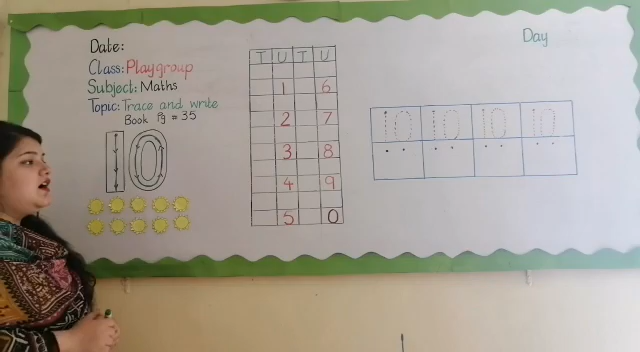 Date:
Day
Class: Playgroup
Subject: Maths
Topic: Trace and write
Book Pg = 35
10
T U T U
1 6
2 7
3 8
4 9
5 0
10 10 10 10